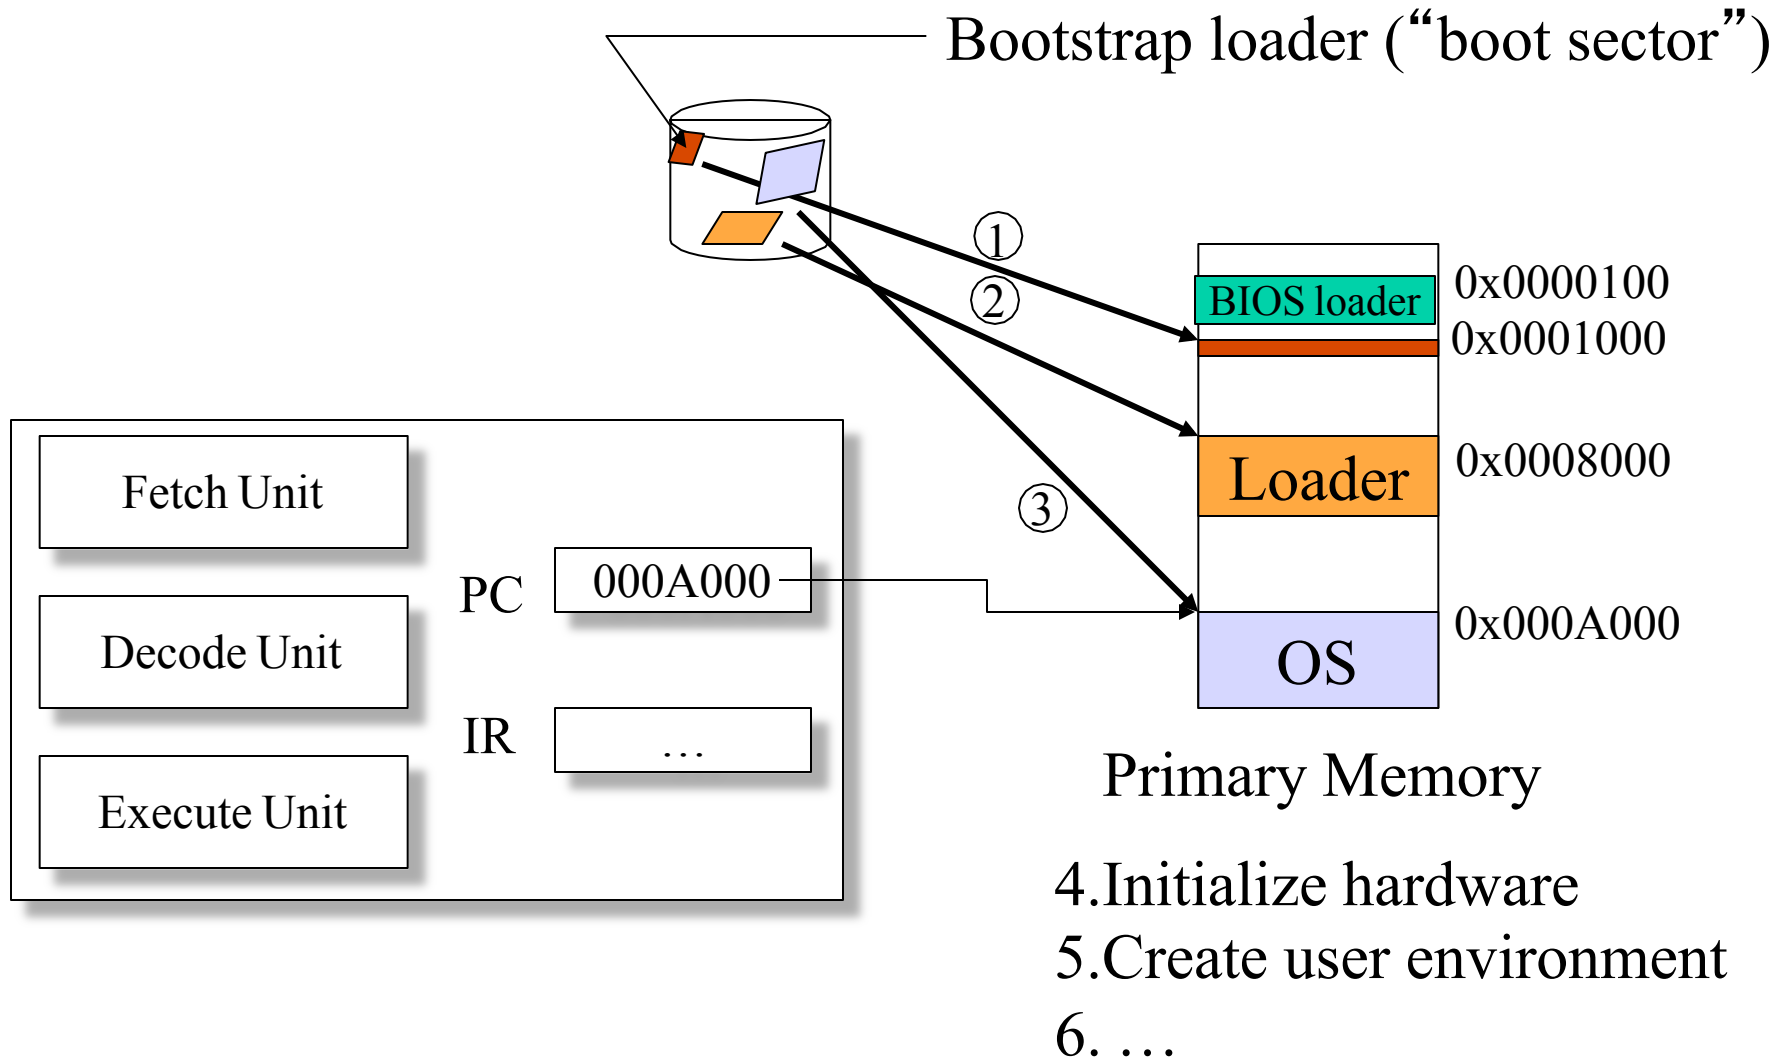 Bootstrap loader (“boot sector”)
1
2
3
BIOS loader
0x0000100
0x0001000
Loader
0x0008000
OS
0x000A000
Primary Memory
Fetch Unit
Decode Unit
Execute Unit
PC
000A000
IR
…
4.Initialize hardware
5.Create user environment
6. …